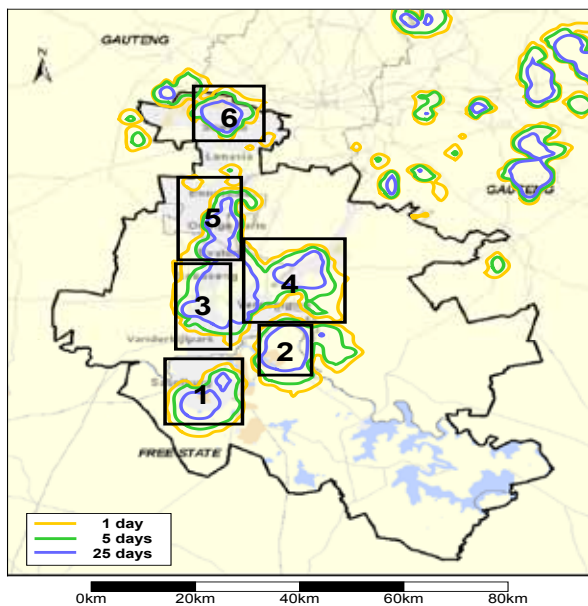 GAUTENG
N
6
Lenasia
5
GAUTENG
4
3
Vanderbijlpark
2
1
FREE STATE
1 day
5 days
25 days
0km 20km 40km 60km 80km